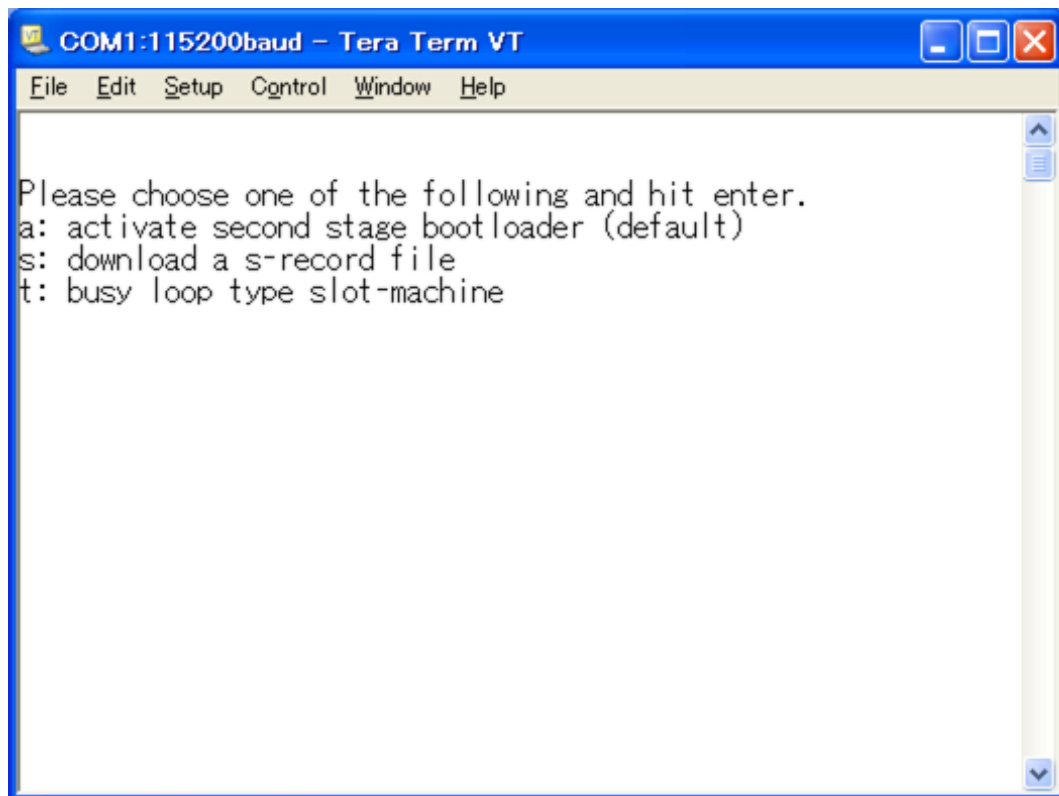 COM1:115200baud - Tera Term VT
File Edit Setup Control Window Help
Please choose one of the following and hit enter.
a: activate second stage bootloader (default)
s: download a s-record file
t: busy loop type slot-machine